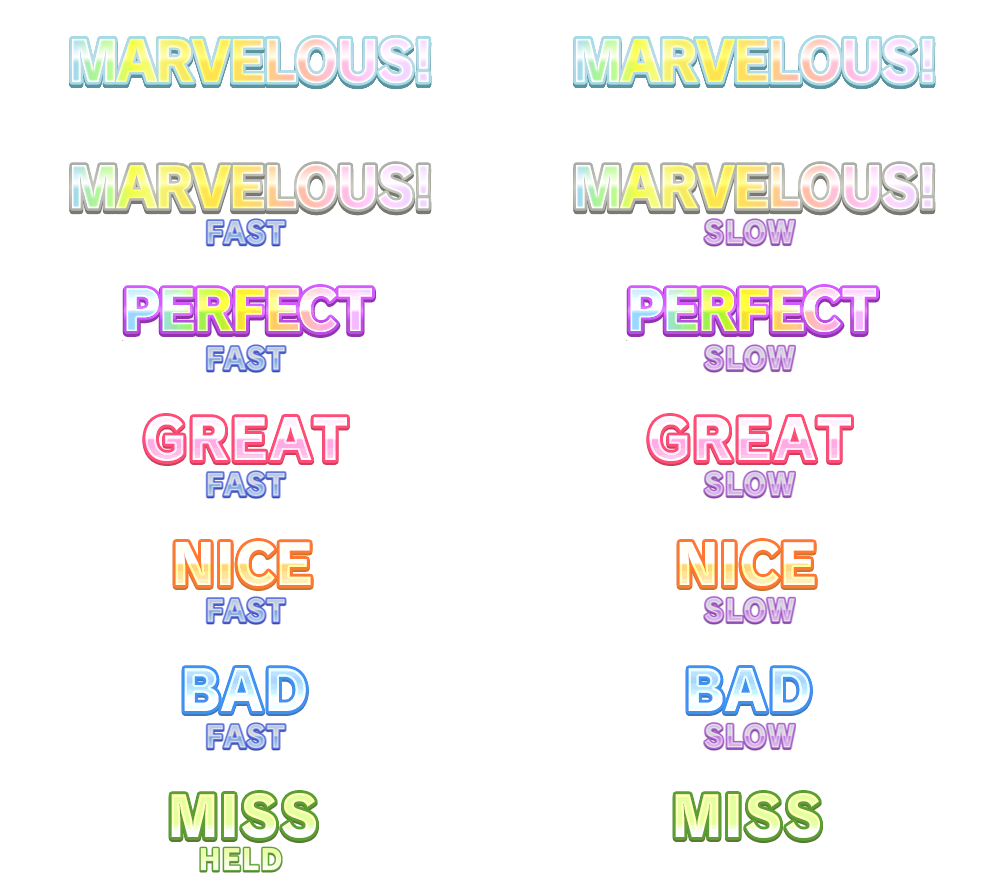 MARVELOUS! MARVELOUS!
MARVELOUS! MARVELOUS!
FAST SLOW
PERFECT PERFECT
FAST SLOW
GREAT GREAT
FAST SLOW
NICE NICE
FAST SLOW
BAD BAD
FAST SLOW
MISS MISS
HELD